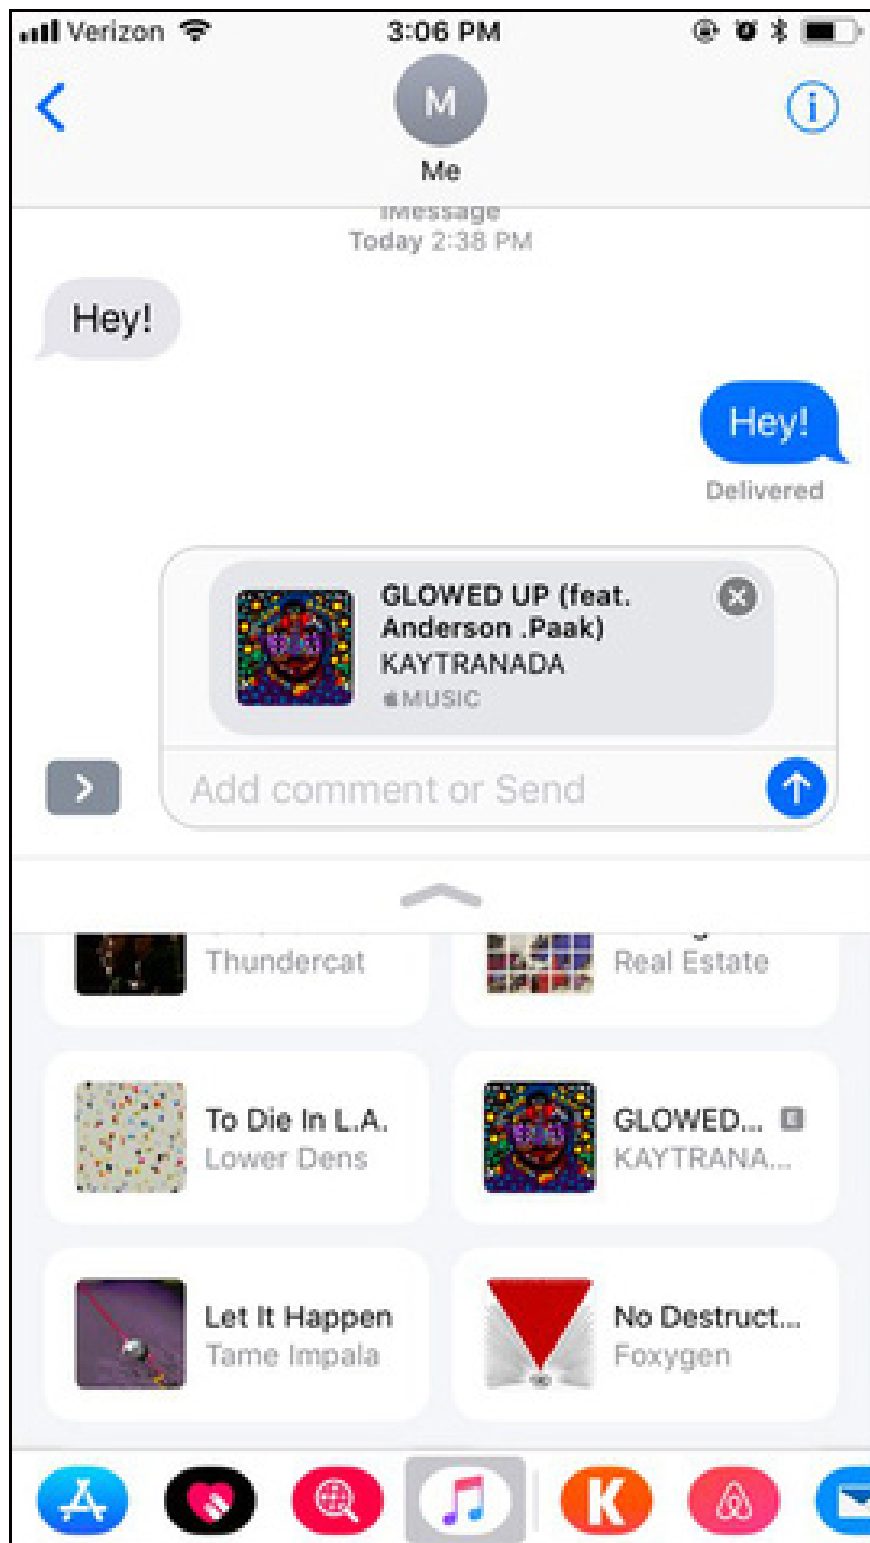 Verizon
3:06 PM
M
Me
iMessage
Today 2:38 PM
Hey!
Hey!
Delivered
GLOWED UP (feat.
Anderson .Paak)
KAYTRANADA
MUSIC
Add comment or Send
Thundercat
Real Estate
To Die In L.A.
Lower Dens
GLOWED... E
KAYTRANA...
Let It Happen
Tame Impala
No Destruct...
Foxygen
K